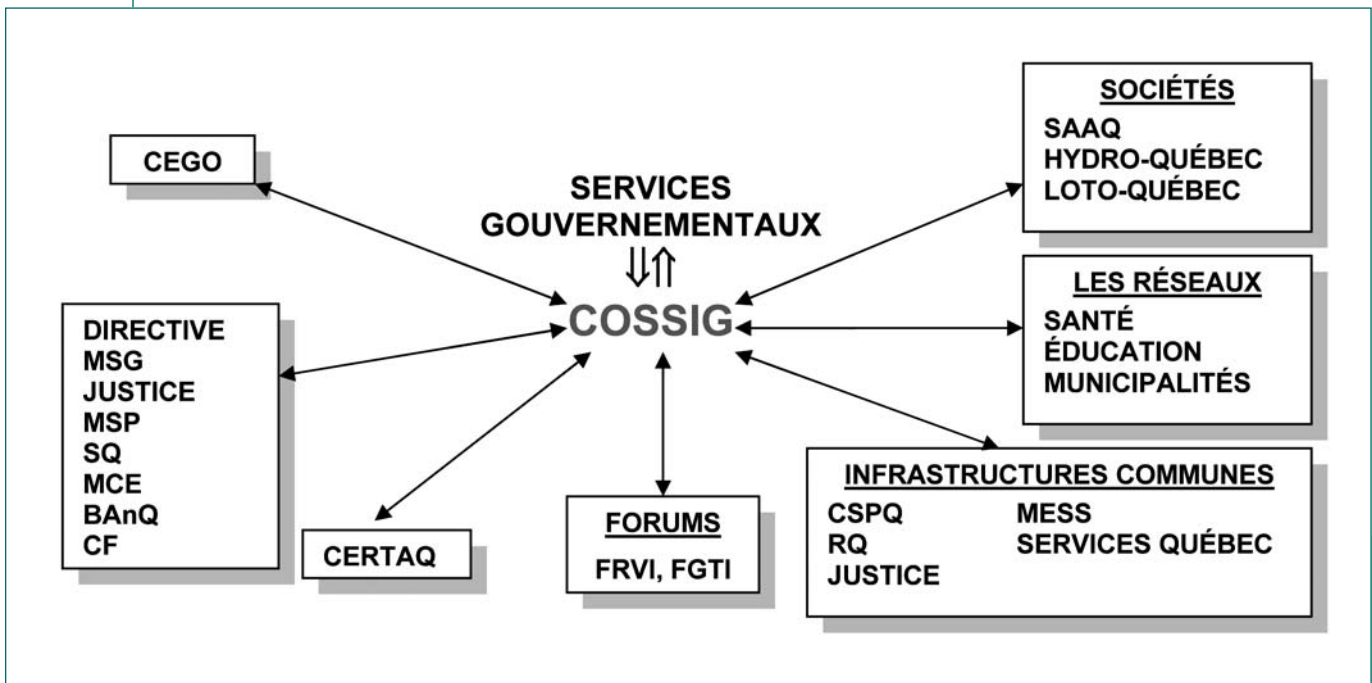 CEGO
SERVICES
GOUVERNEMENTAUX
⇓⇑
COSSIG
SOCIÉTÉS
SAAQ
HYDRO-QUÉBEC
LOTO-QUÉBEC
LES RÉSEAUX
SANTÉ
ÉDUCATION
MUNICIPALITÉS
DIRECTIVE
MSG
JUSTICE
MSP
SQ
MCE
BAnQ
CF
CERTAQ
FORUMS
FRVI, FGTI
INFRASTRUCTURES COMMUNES
CSPQ MESS
RQ SERVICES QUÉBEC
JUSTICE